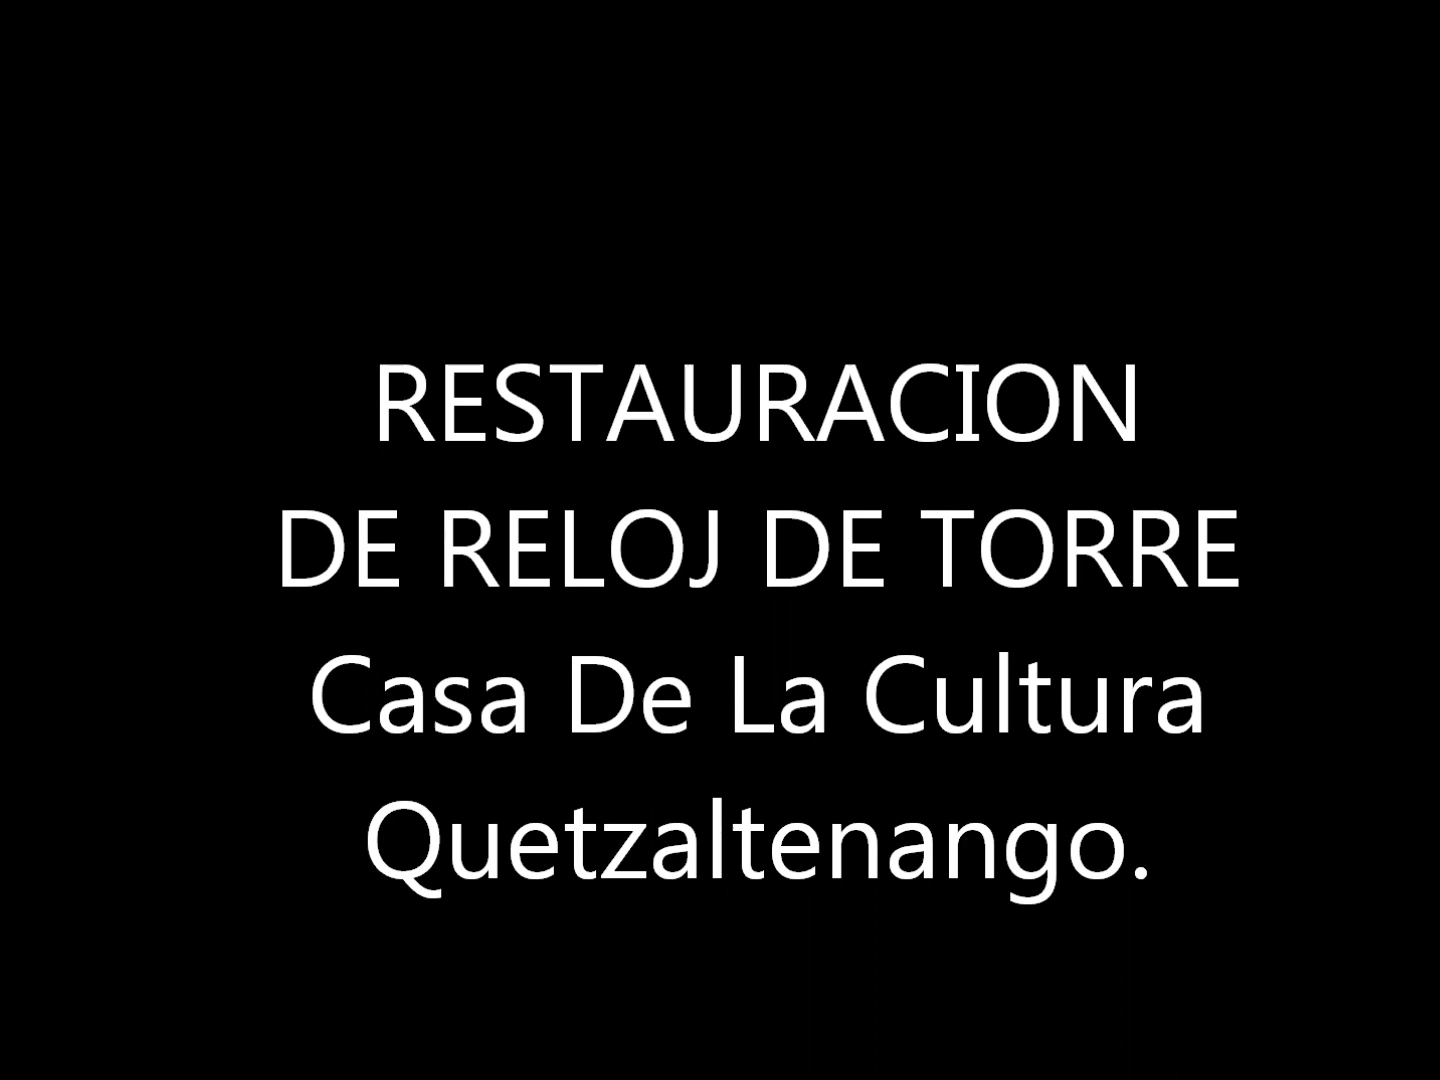 RESTAURACION
DE RELOJ DE TORRE
Casa De La Cultura
Quetzaltenango.